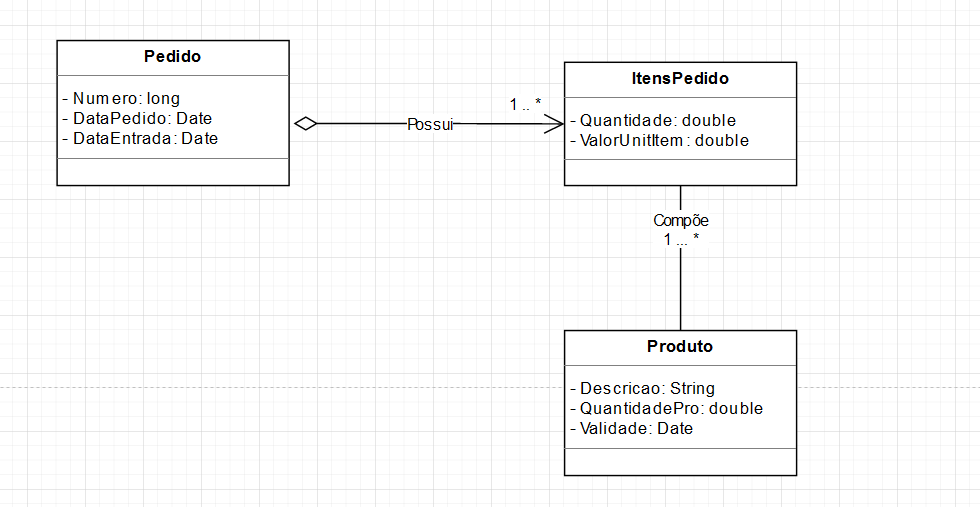 Pedido
- Numero: long
- DataPedido: Date
- DataEntrada: Date
Possui
1 .. *
ItensPedido
- Quantidade: double
- ValorUnitItem : double
Compõe
1 ... *
Produto
- Descricao: String
- QuantidadePro: double
- Validade: Date